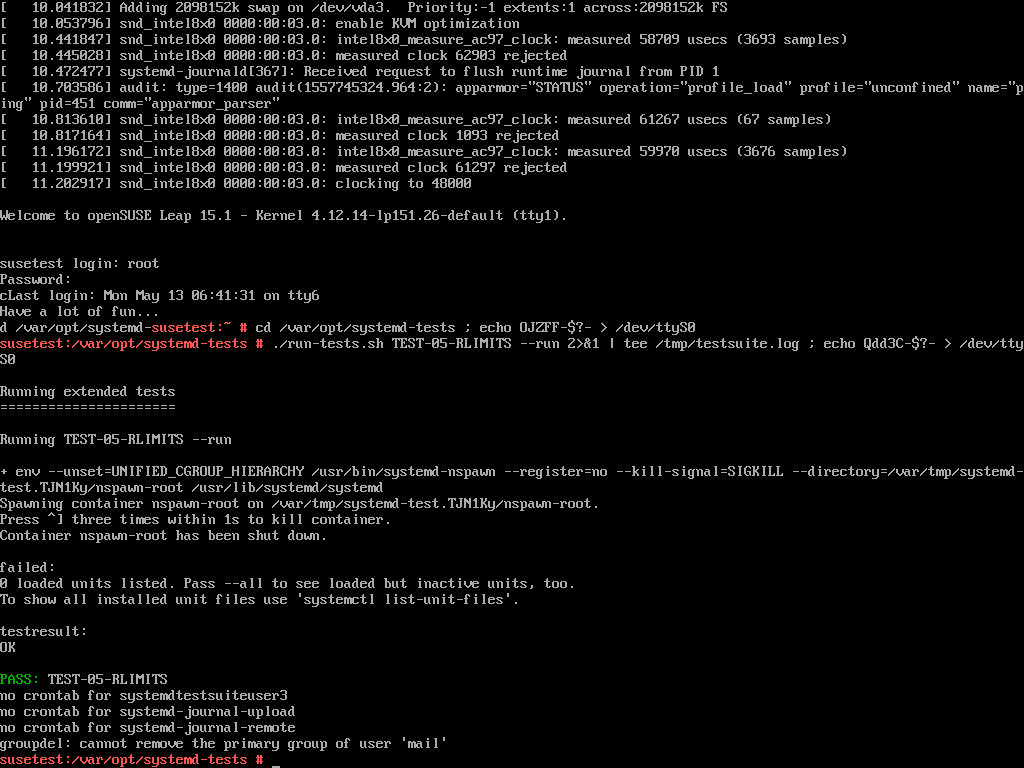 [   10.041832] Adding 2098152k swap on /dev/vda3.  Priority:-1 extents:1 across:2098152k FS
[   10.053796] snd_intel8x0 0000:00:03.0: enable KVM optimization
[   10.441847] snd_intel8x0 0000:00:03.0: intel8x0_measure_ac97_clock: measured 58709 usecs (3693 samples)
[   10.445028] snd_intel8x0 0000:00:03.0: measured clock 62903 rejected
[   10.472477] systemd-journald[367]: Received request to flush runtime journal from PID 1
[   10.703586] audit: type=1400 audit(1557745324.964:2): apparmor="STATUS" operation="profile_load" profile="unconfined" name="p
ing" pid=451 comm="apparmor_parser"
[   10.813610] snd_intel8x0 0000:00:03.0: intel8x0_measure_ac97_clock: measured 61267 usecs (67 samples)
[   10.817164] snd_intel8x0 0000:00:03.0: measured clock 1093 rejected
[   11.196172] snd_intel8x0 0000:00:03.0: intel8x0_measure_ac97_clock: measured 59970 usecs (3676 samples)
[   11.199921] snd_intel8x0 0000:00:03.0: measured clock 61297 rejected
[   11.202917] snd_intel8x0 0000:00:03.0: clocking to 48000
Welcome to openSUSE Leap 15.1 - Kernel 4.12.14-lp151.26-default (tty1).
susetest login: root
Password:
cLast login: Mon May 13 06:41:31 on tty6
Have a lot of fun...
d /var/opt/systemd-susetest:~ # cd /var/opt/systemd-tests ; echo OJZFF-$?- > /dev/ttyS0
susetest:/var/opt/systemd-tests # ./run-tests.sh TEST-05-RLIMITS --run 2>&1 | tee /tmp/testsuite.log ; echo Qdd3C-$?- > /dev/tty
S0
Running extended tests
======================
Running TEST-05-RLIMITS --run
+ env --unset=UNIFIED_CGROUP_HIERARCHY /usr/bin/systemd-nspawn --register=no --kill-signal=SIGKILL --directory=/var/tmp/systemd-
test.TJN1Ky/nspawn-root /usr/lib/systemd/systemd
Spawning container nspawn-root on /var/tmp/systemd-test.TJN1Ky/nspawn-root.
Press ^] three times within 1s to kill container.
Container nspawn-root has been shut down.
failed:
0 loaded units listed. Pass --all to see loaded but inactive units, too.
To show all installed unit files use 'systemctl list-unit-files'.
testresult:
OK
PASS: TEST-05-RLIMITS
no crontab for systemdtestsuiteuser3
no crontab for systemd-journal-upload
no crontab for systemd-journal-remote
groupdel: cannot remove the primary group of user 'mail'
susetest:/var/opt/systemd-tests # _